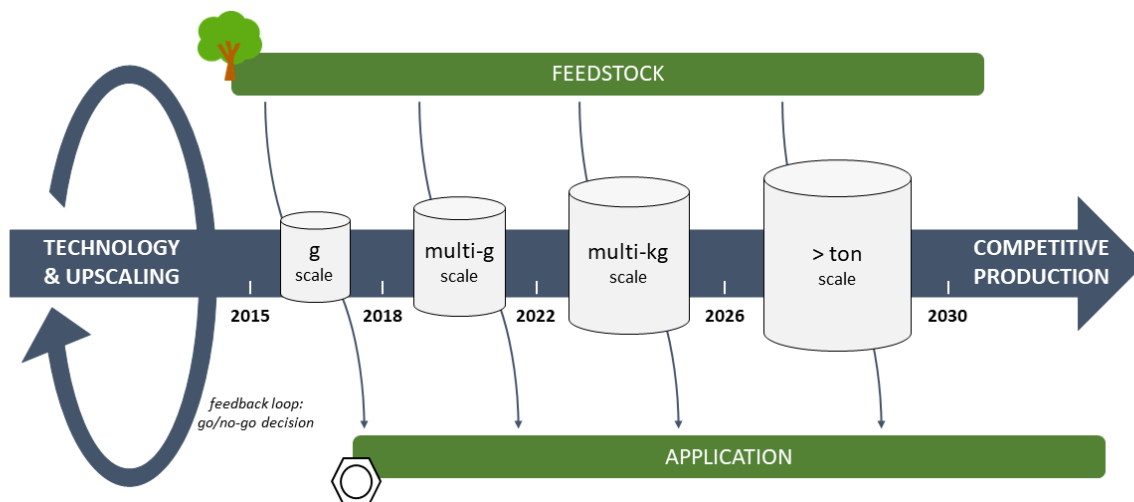 FEEDSTOCK
TECHNOLOGY
& UPSCALING
g
scale
multi-g
scale
multi-kg
scale
> ton
scale
COMPETITIVE
PRODUCTION
2015
2018
2022
2026
2030
feedback loop:
go/no-go decision
APPLICATION